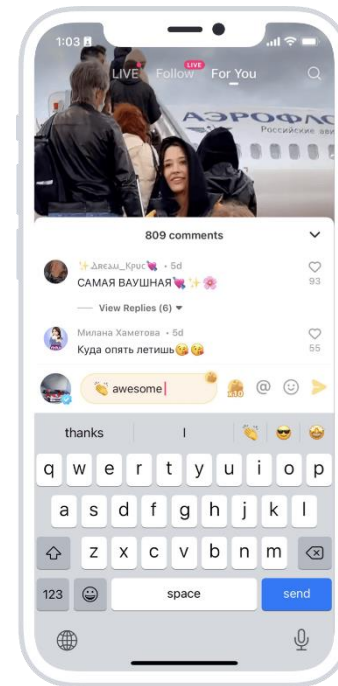 1:03
LIVE
LIVE Follow For You
АЭРОФЛО
Российские ави
809 comments
5d
САМАЯ ВАУШНАЯ
93
View Replies (6)
Милана Хаметова · 5d
Куда опять летишь
55
👏 awesome
x10
@
thanks I 👏 😎 🤩
q w e r t y u i o p
a s d f g h j k l
z x c v b n m
123 space send